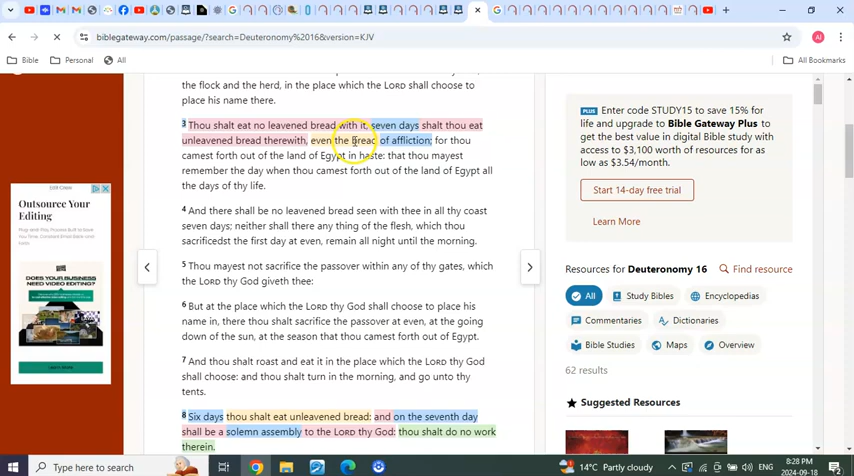 biblegateway.com/passage/?search=Deuteronomy%2016&version=KJV
AI
Bible
Personal
All
All Bookmarks
the flock and the herd, in the place which the LORD shall choose to
place his name there.
3 Thou shalt eat no leavened bread with it; seven days shalt thou eat
unleavened bread therewith, even the bread of affliction; for thou
camest forth out of the land of Egypt in haste: that thou mayest
remember the day when thou camest forth out of the land of Egypt all
the days of thy life.
4 And there shall be no leavened bread seen with thee in all thy coast
seven days; neither shall there any thing of the flesh, which thou
sacrificedst the first day at even, remain all night until the morning.
5 Thou mayest not sacrifice the passover within any of thy gates, which
the LORD thy God giveth thee:
6 But at the place which the LORD thy God shall choose to place his
name in, there thou shalt sacrifice the passover at even, at the going
down of the sun, at the season that thou camest forth out of Egypt.
7 And thou shalt roast and eat it in the place which the LORD thy God
shall choose: and thou shalt turn in the morning, and go unto thy
tents.
8 Six days thou shalt eat unleavened bread: and on the seventh day
shall be a solemn assembly to the LORD thy God: thou shalt do no work
therein.
Outsource Your
Editing
DOES YOUR BUSINESS
NEED VIDEO EDITING?
PLUS Enter code STUDY15 to save 15% for
life and upgrade to Bible Gateway Plus to
get the best value in digital Bible study with
access to $3,100 worth of resources for as
low as $3.54/month.
Start 14-day free trial
Learn More
Resources for Deuteronomy 16
Find resource
All
Study Bibles
Encyclopedias
Commentaries
Dictionaries
Bible Studies
Maps
Overview
62 results
Suggested Resources
Type here to search
14°C Partly cloudy
ENG
8:28 PM
2024-09-18
2